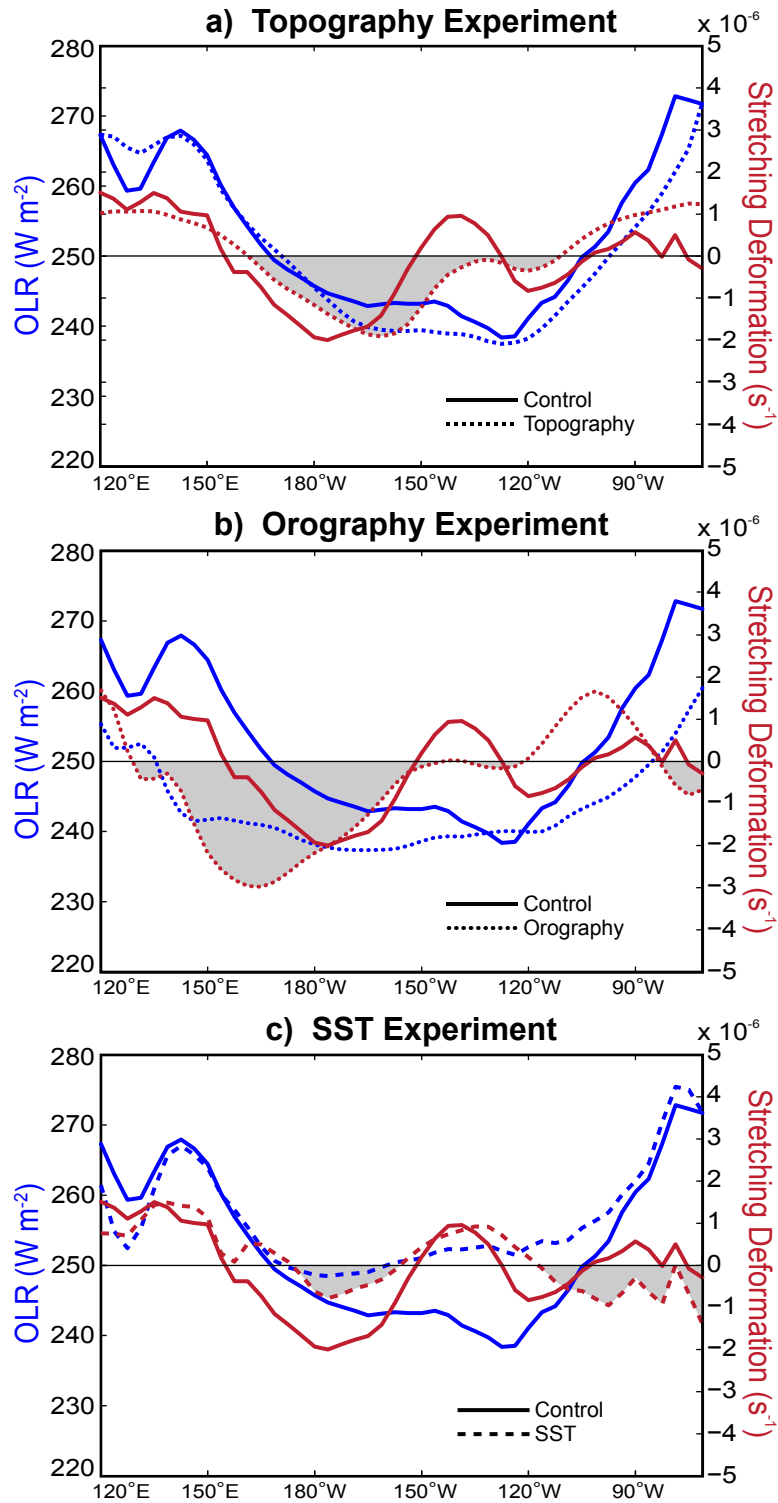 a) Topography Experiment
x 10-6
280
270
260
250
240
230
220
OLR (W m-2)
5
4
3
2
1
0
−1
−2
−3
−4
−5
Stretching Deformation (s-1)
Control
Topography
120°E
150°E
180°W
150°W
120°W
90°W
b) Orography Experiment
x 10-6
280
270
260
250
240
230
220
OLR (W m-2)
5
4
3
2
1
0
−1
−2
−3
−4
−5
Stretching Deformation (s-1)
Control
Orography
120°E
150°E
180°W
150°W
120°W
90°W
c) SST Experiment
x 10-6
280
270
260
250
240
230
220
OLR (W m-2)
5
4
3
2
1
0
−1
−2
−3
−4
−5
Stretching Deformation (s-1)
Control
SST
120°E
150°E
180°W
150°W
120°W
90°W